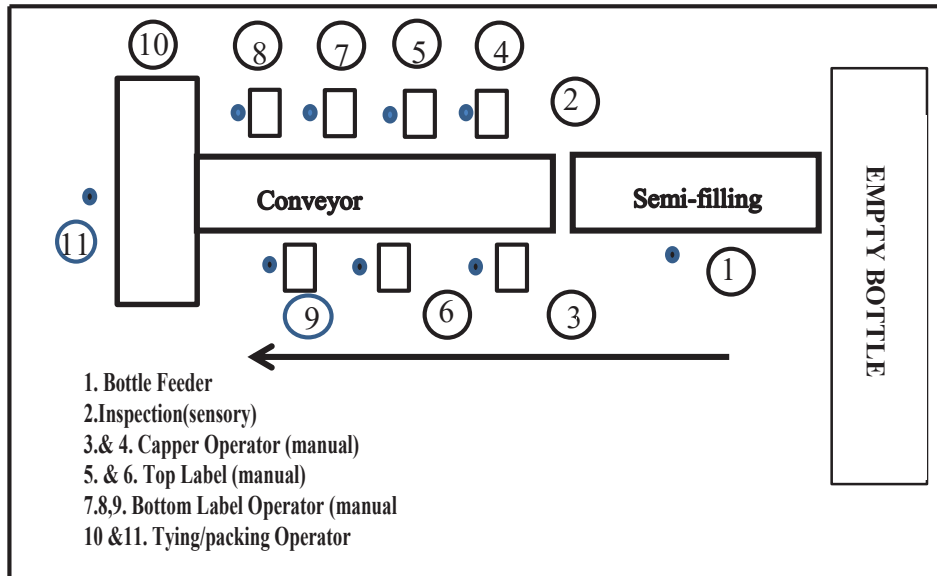 10
8
7
5
4
2
Conveyor
Semi-filling
EMPTY BOTTLE
11
1
9
6
3
1. Bottle Feeder
2.Inspection(sensory)
3.& 4. Capper Operator (manual)
5. & 6. Top Label (manual)
7.8,9. Bottom Label Operator (manual
10 &11. Tying/packing Operator